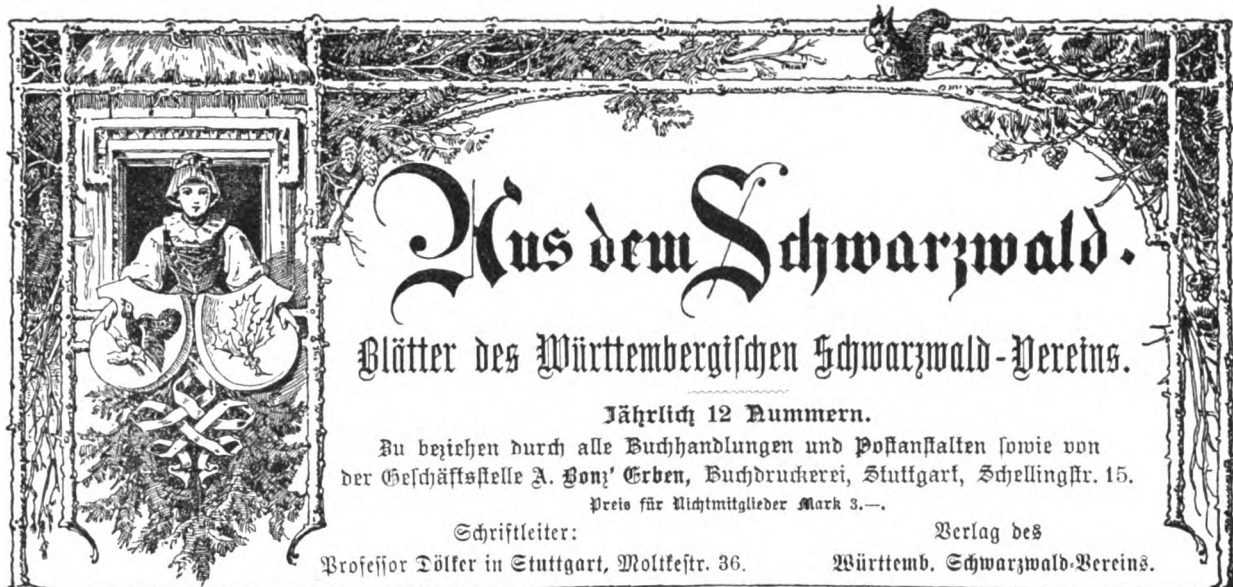 Aus dem Schwarzwald.
Blätter des Württembergischen Schwarzwald-Vereins.
Jährlich 12 Nummern.
Zu beziehen durch alle Buchhandlungen und Postanstalten sowie von
der Geschäftsstelle A. Bonz' Erben, Buchdruckerei, Stuttgart, Schellingstr. 15.
Preis für Nichtmitglieder Mark 3.—.
Schriftleiter:
Professor Dölker in Stuttgart, Moltkestr. 36.
Verlag des
Württemb. Schwarzwald-Vereins.